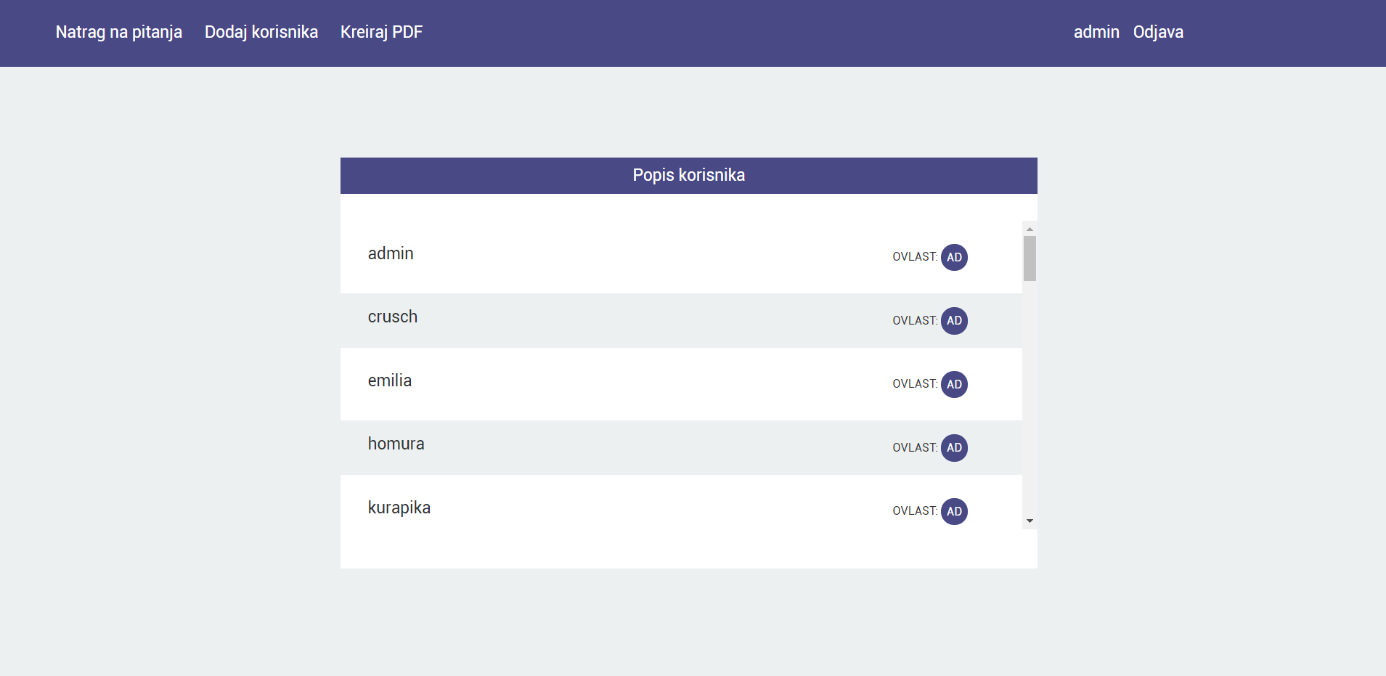 Natrag na pitanja Dodaj korisnika Kreiraj PDF admin Odjava
Popis korisnika
admin OVLAST: AD
crusch OVLAST: AD
emilia OVLAST: AD
homura OVLAST: AD
kurapika OVLAST: AD